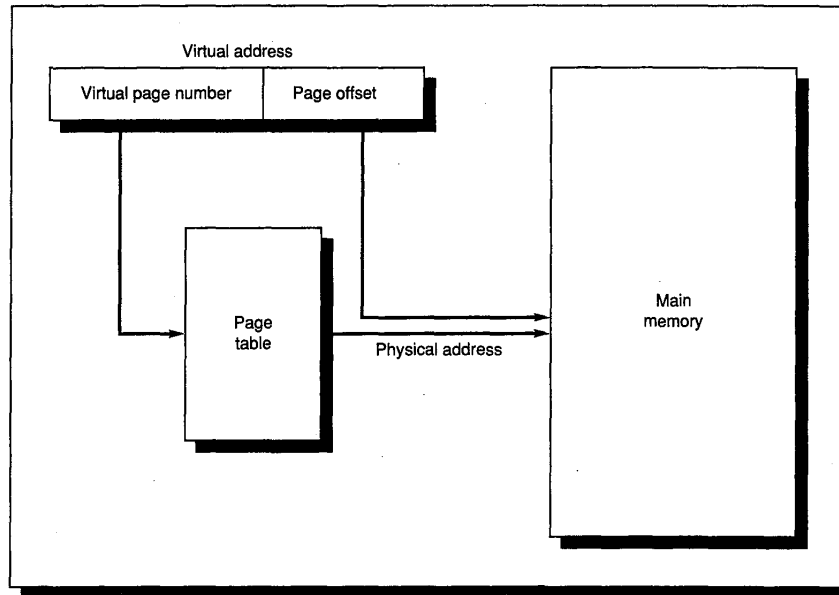 Virtual address
Virtual page number
Page offset
Page
table
Physical address
Main
memory